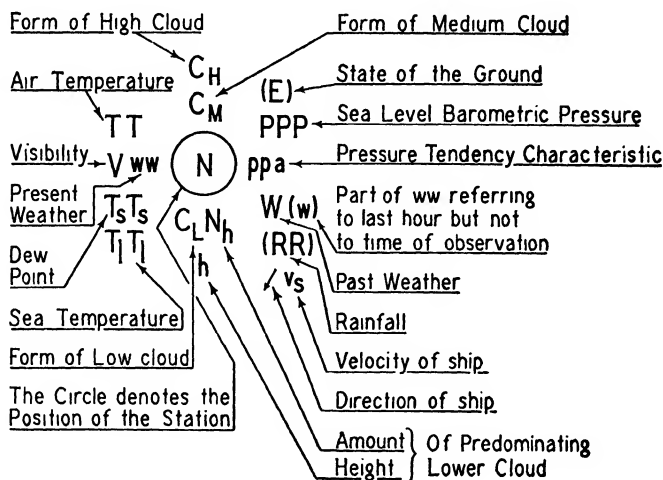 Form of High Cloud
Form of Medium Cloud
C_H
Air Temperature
C_M
(E)
State of the Ground
TT
PPP
Sea Level Barometric Pressure
Visibility
V ww
N
ppa
Pressure Tendency Characteristic
Present
Weather
T_sT_s
C_LN_h
W(w)
Part of ww referring
to last hour but not
to time of observation
Dew
Point
T_lT_l
h
(RR)
Past Weather
Sea Temperature
v_s
Rainfall
Form of Low cloud
Velocity of ship
The Circle denotes the
Position of the Station
Direction of ship
Amount
Height
Of Predominating
Lower Cloud